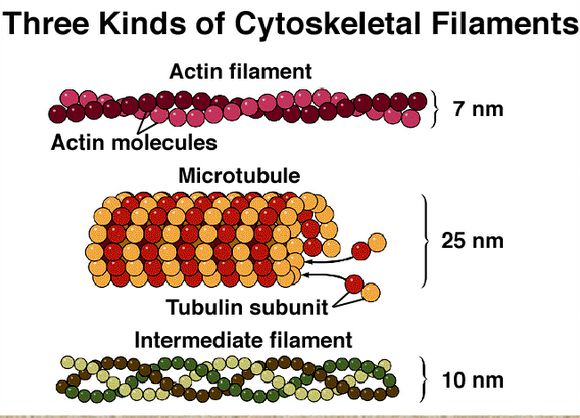 Three Kinds of Cytoskeletal Filaments
Actin filament
7 nm
Actin molecules
Microtubule
25 nm
Tubulin subunit
Intermediate filament
10 nm